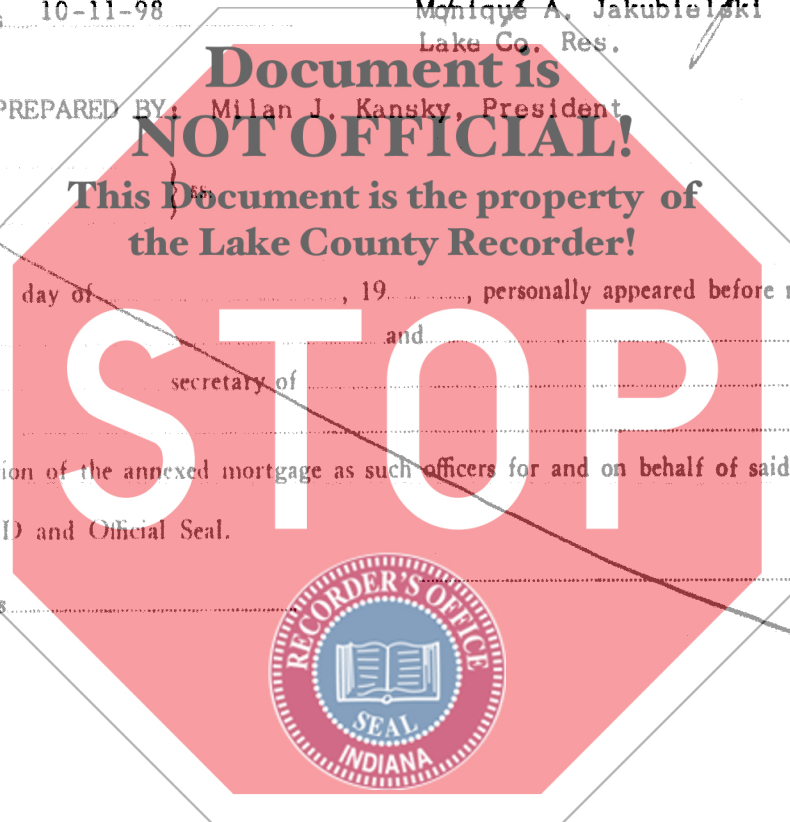 10-11-98 Monique A. Jakubielski
Lake Co. Res.
Document is
PREPARED BY: Milan J. Kansky, President
NOT OFFICIAL!
ss:
This Document is the property of
the Lake County Recorder!
day of , 19 , personally appeared before
and
STOP
secretary of
ion of the annexed mortgage as such officers for and on behalf of said
D and Official Seal.
RECORDER'S OFFICE
SEAL
INDIANA